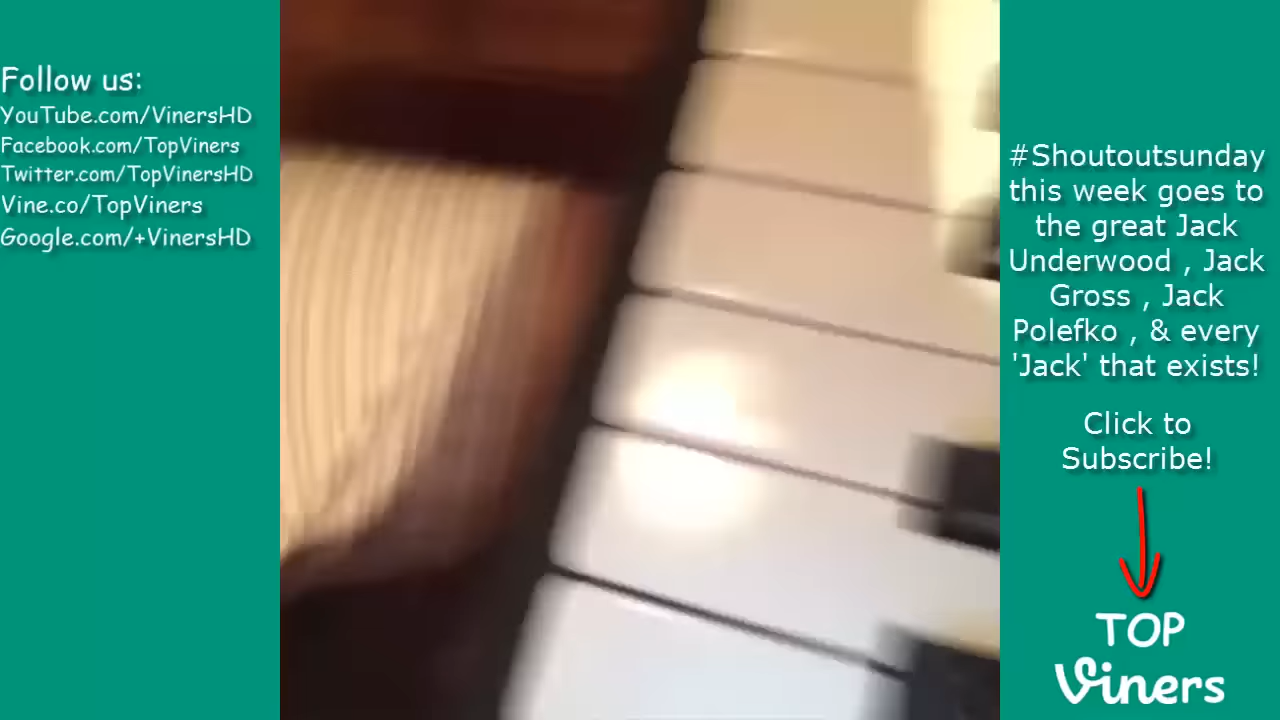 Follow us:
YouTube.com/VinersHD
Facebook.com/TopViners
Twitter.com/TopVinersHD
Vine.co/TopViners
Google.com/+VinersHD
#Shoutoutsunday
this week goes to
the great Jack
Underwood , Jack
Gross , Jack
Polefko , & every
'Jack' that exists!
Click to
Subscribe!
TOP
Viners